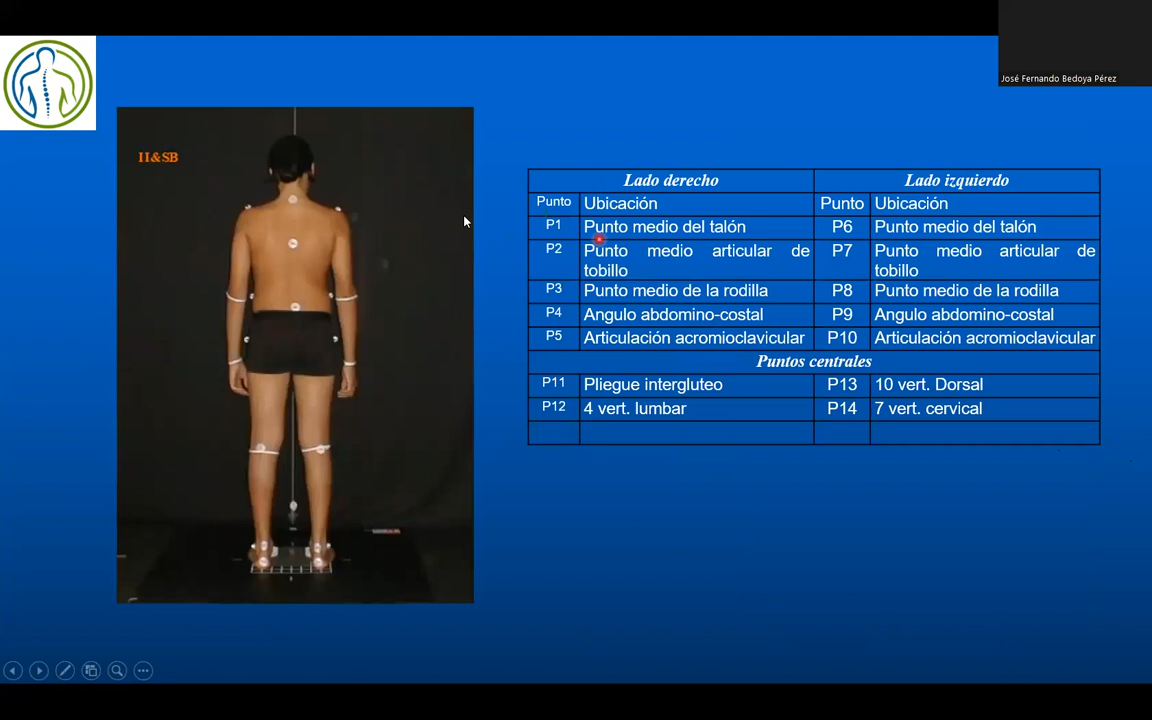 José Fernando Bedoya Pérez
II&SB
Lado derecho Lado izquierdo
Punto Ubicación Punto Ubicación
P1 Punto medio del talón P6 Punto medio del talón
P2 Punto medio articular de tobillo P7 Punto medio articular de tobillo
P3 Punto medio de la rodilla P8 Punto medio de la rodilla
P4 Angulo abdomino-costal P9 Angulo abdomino-costal
P5 Articulación acromioclavicular P10 Articulación acromioclavicular
Puntos centrales
P11 Pliegue intergluteo P13 10 vert. Dorsal
P12 4 vert. lumbar P14 7 vert. cervical